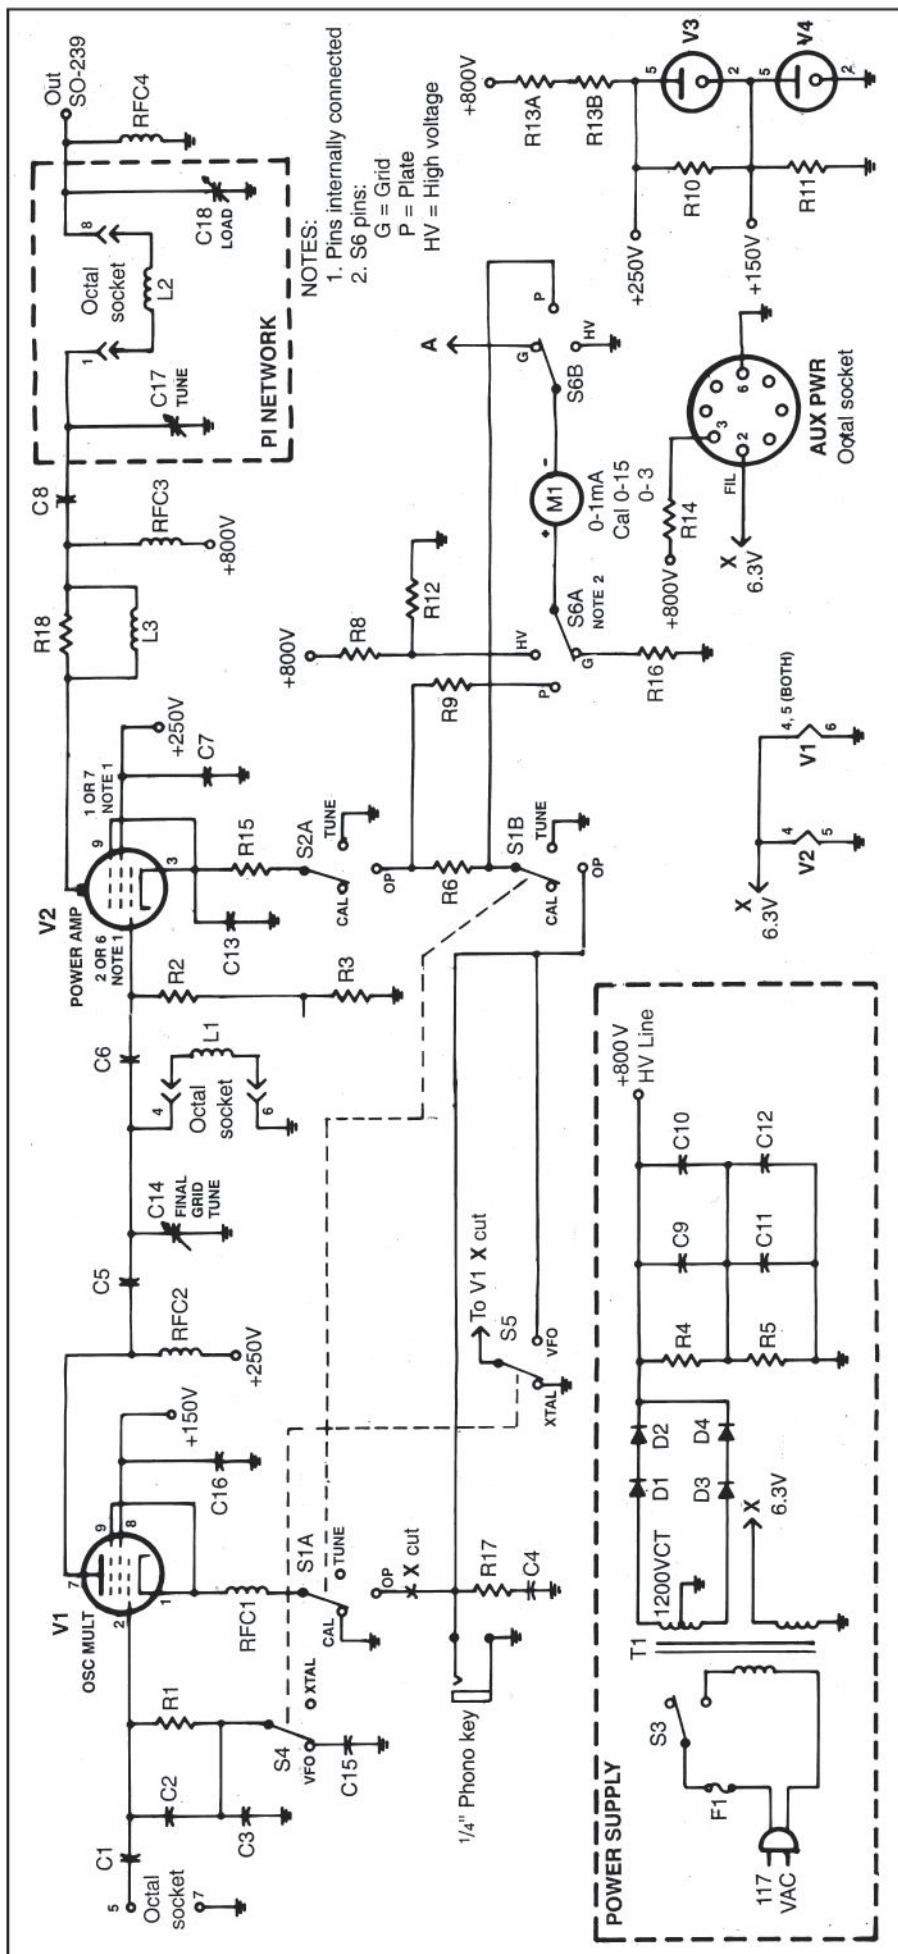 Out
SO-239
RFC4
8
C18
LOAD
Octal
socket
L2
1
C17
TUNE
PI NETWORK
C8
RFC3
+800V
R18
L3
NOTES:
1. Pins internally connected
2. S6 pins:
G = Grid
P = Plate
HV = High voltage
V2
POWER AMP
2 OR 6
NOTE 1
9
1 OR 7
NOTE 1
+250V
C7
3
R15
C13
S2A
CAL
TUNE
OP
R2
R3
C6
L1
4
Octal
socket
6
C14
FINAL
GRID
TUNE
C5
RFC2
+250V
V1
OSC MULT
7
9
8
2
1
+150V
C16
RFC1
S1A
CAL
TUNE
OP
X cut
R17
C4
1/4" Phono key
R1
C2
C3
C1
5
Octal
socket
7
S4
XTAL
VFO
C15
To V1 X cut
S5
VFO
XTAL
R6
S1B
TUNE
CAL
OP
R9
+800V
R8
R12
HV
G
P
S6A
NOTE 2
R16
+
M1
-
0-1mA
Cal 0-15
0-3
A
G
P
HV
S6B
+800V
R13A
R13B
V3
5
2
V4
5
2
+250V
R10
+150V
R11
+800V
R14
3
2
6
FIL
X
6.3V
AUX PWR
Octal socket
X
6.3V
4
V2
5
4, 5 (BOTH)
V1
6
POWER SUPPLY
117
VAC
F1
S3
T1
1200VCT
D1
D2
D3
D4
X
6.3V
R4
R5
C9
C10
C11
C12
+800V
HV Line